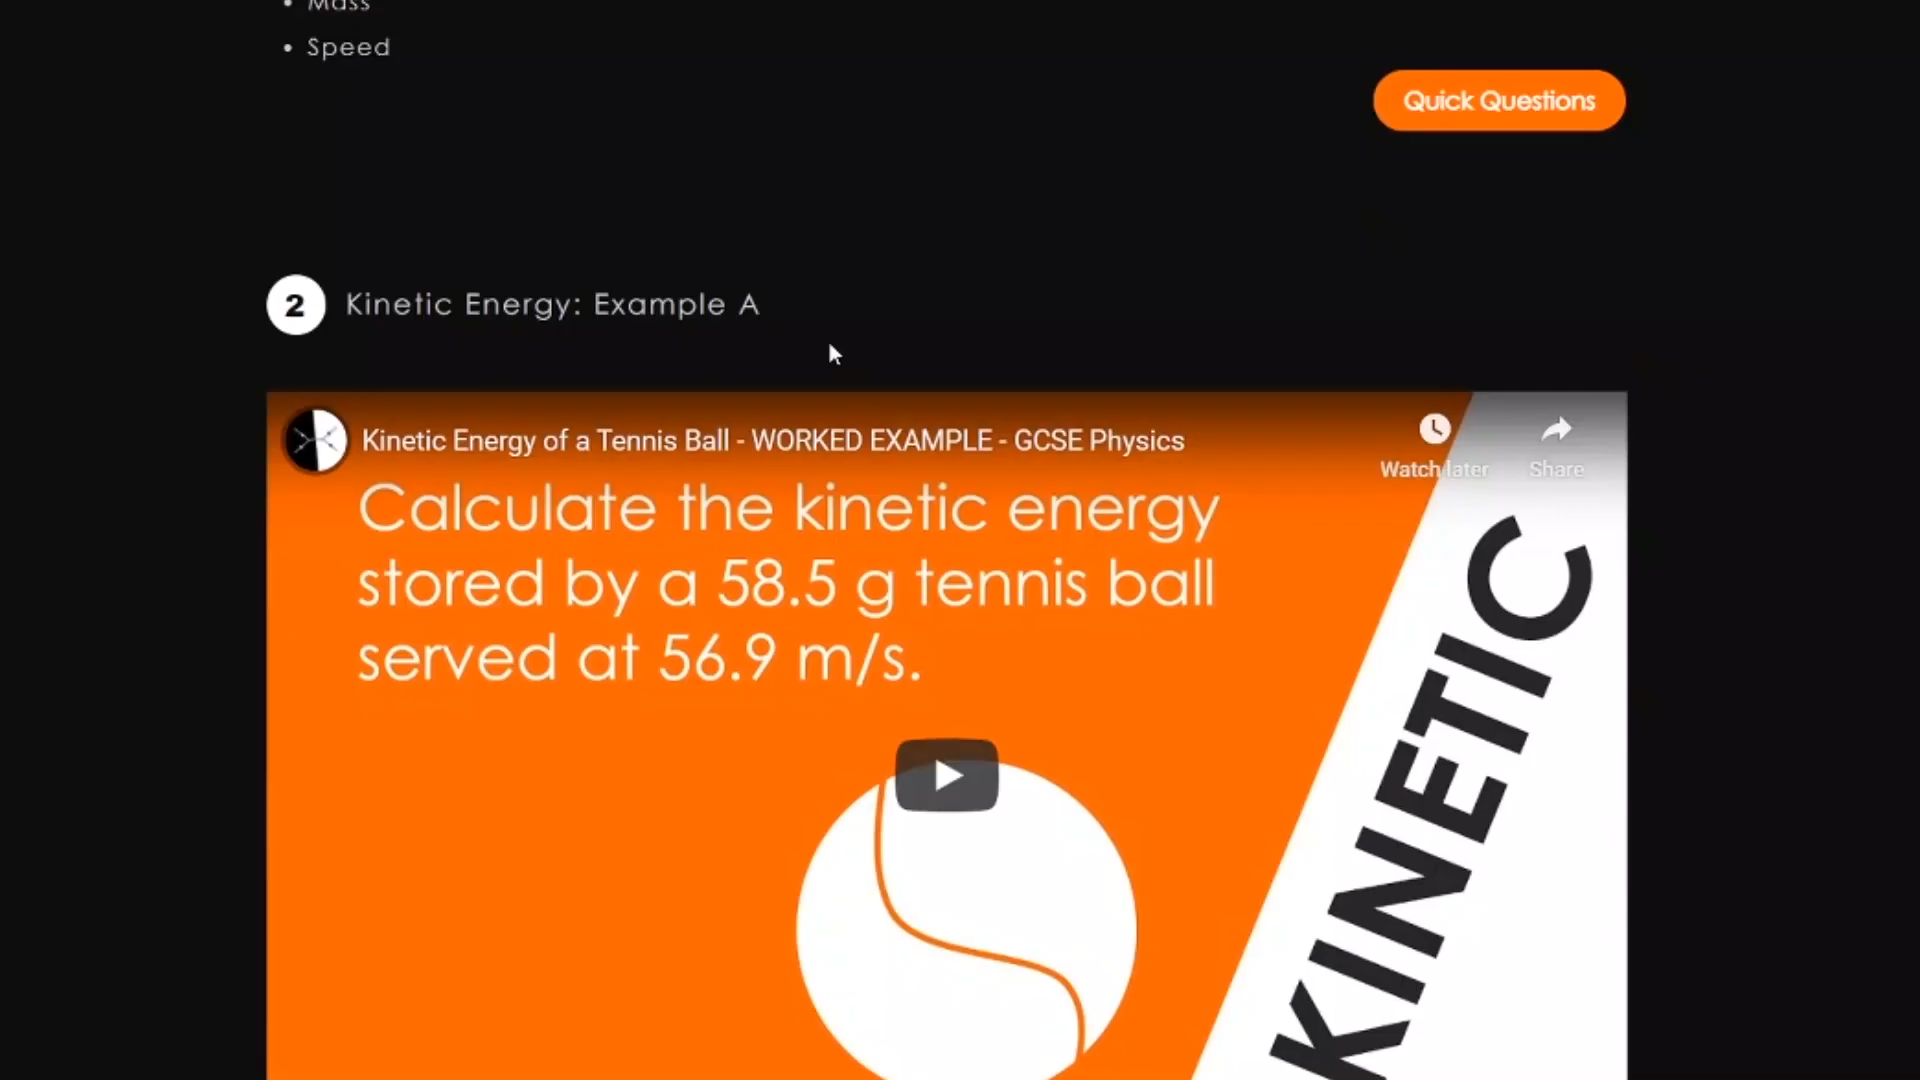 Mass
Speed
Quick Questions
2 Kinetic Energy: Example A
Kinetic Energy of a Tennis Ball - WORKED EXAMPLE - GCSE Physics
Watch later
Share
Calculate the kinetic energy
stored by a 58.5 g tennis ball
served at 56.9 m/s.
KINETIC